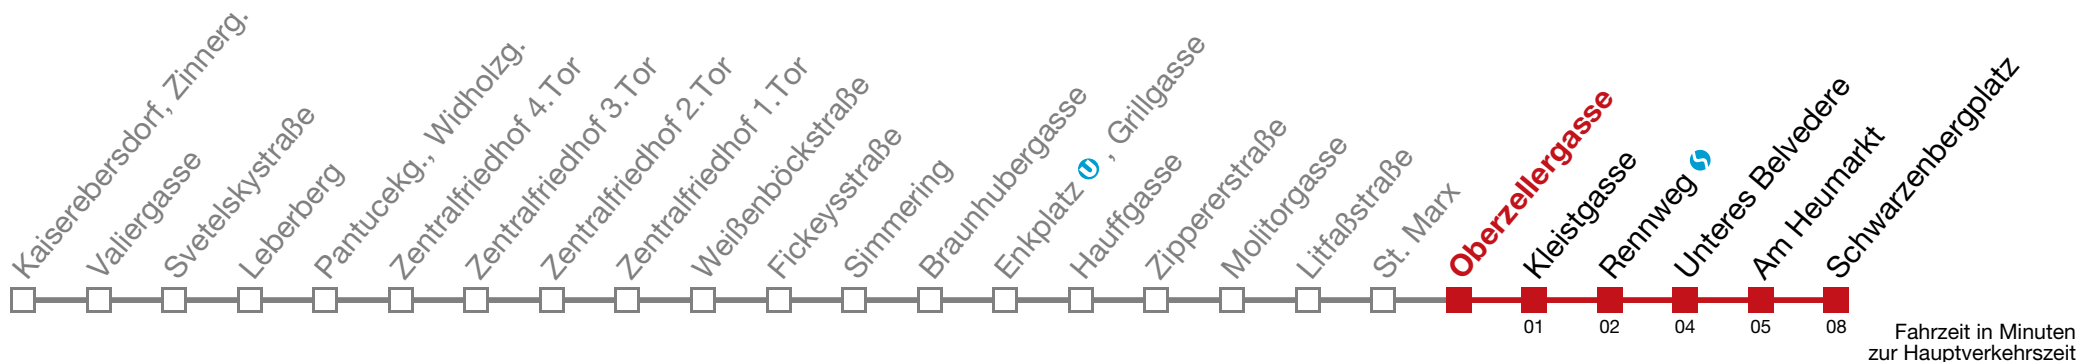 Kaiserebersdorf, Zinnerg.
Valiergasse
Svetelskystraße
Leberberg
Pantucekg., Widholzg.
Zentralfriedhof 4.Tor
Zentralfriedhof 3.Tor
Zentralfriedhof 2.Tor
Zentralfriedhof 1.Tor
Weißenböckstraße
Fickeysstraße
Simmering
Braunhubergasse
Enkplatz U , Grillgasse
Hauffgasse
Zippererstraße
Molitorgasse
Litfaßstraße
St. Marx
Oberzellergasse
Kleistgasse
Rennweg S
Unteres Belvedere
Am Heumarkt
Schwarzenbergplatz
01 02 04 05 08
Fahrzeit in Minuten
zur Hauptverkehrszeit